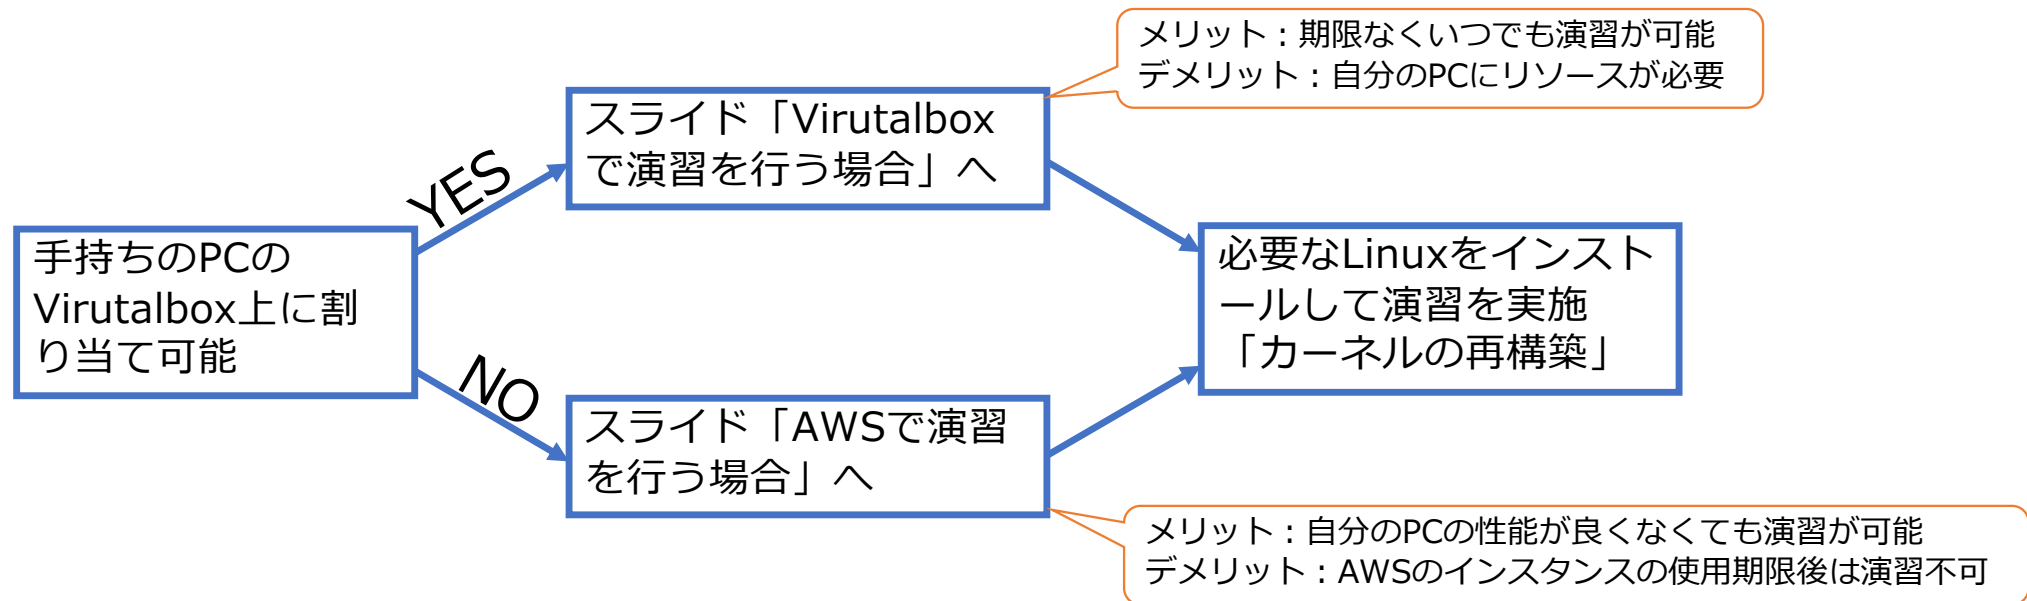 メリット：期限なくいつでも演習が可能
デメリット：自分のPCにリソースが必要
スライド「Virutalbox
で演習を行う場合」へ
YES
手持ちのPCの
Virutalbox上に割
り当て可能
必要なLinuxをインスト
ールして演習を実施
「カーネルの再構築」
NO
スライド「AWSで演習
を行う場合」へ
メリット：自分のPCの性能が良くなくても演習が可能
デメリット：AWSのインスタンスの使用期限後は演習不可